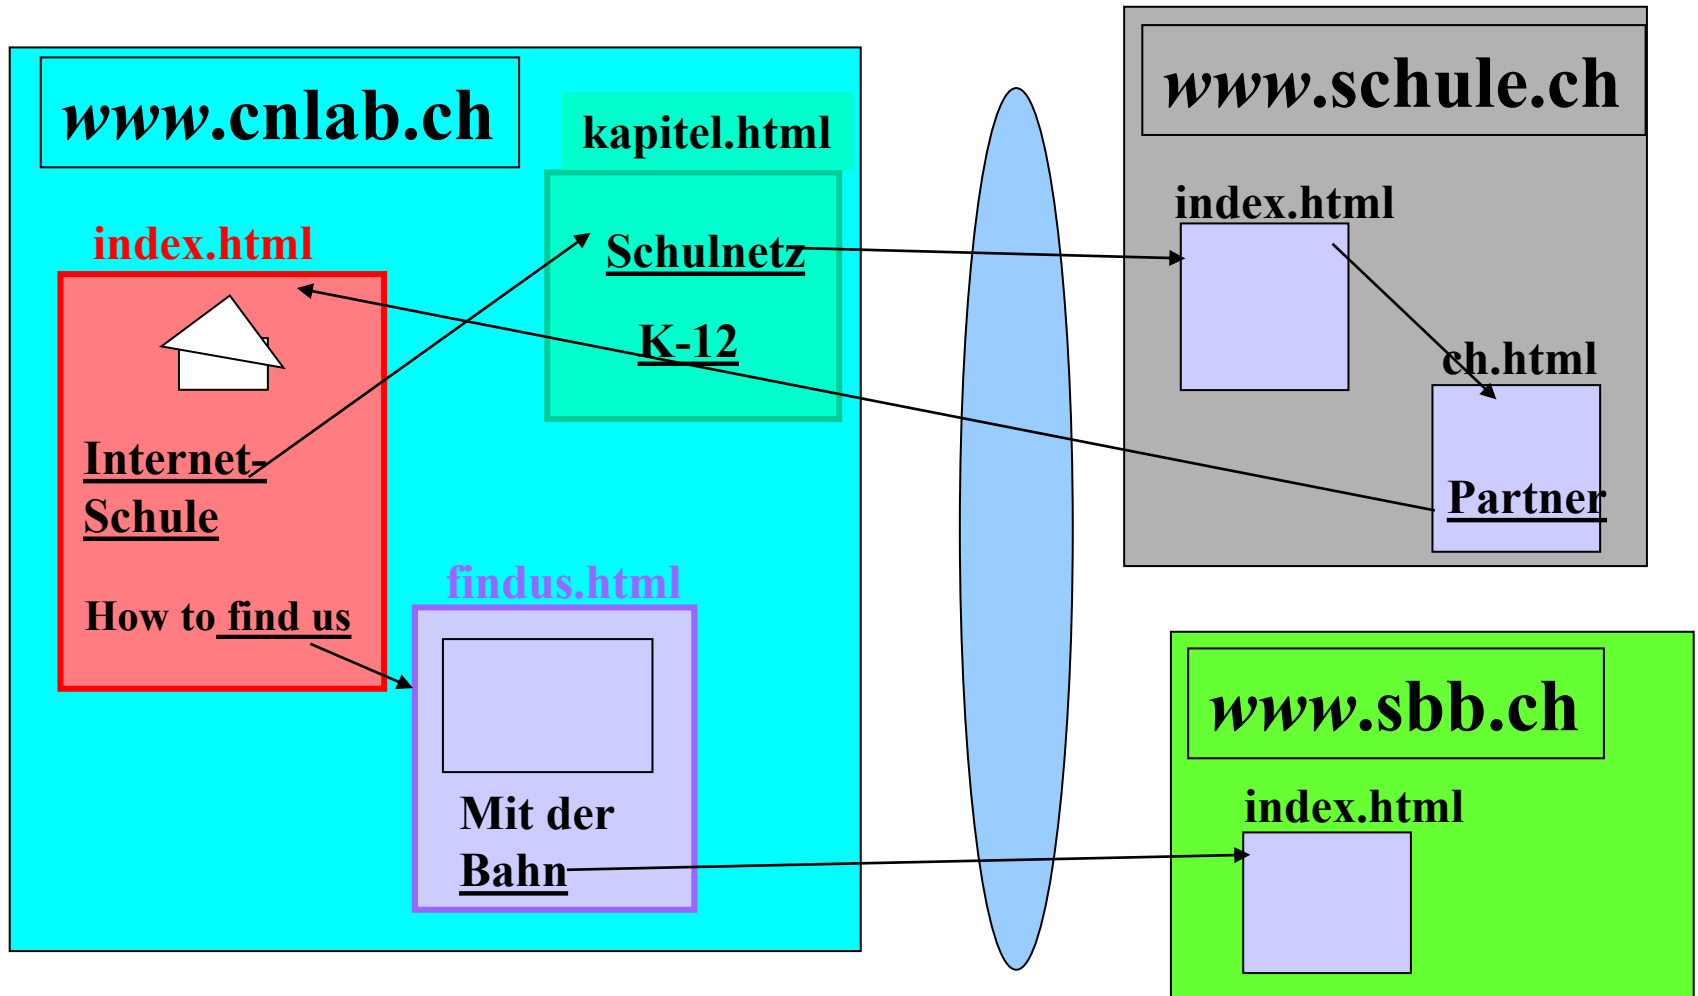 www.cnlab.ch
kapitel.html
Schulnetz
K-12
index.html
Internet-
Schule
How to find us
findus.html
Mit der
Bahn
www.schule.ch
index.html
ch.html
Partner
www.sbb.ch
index.html